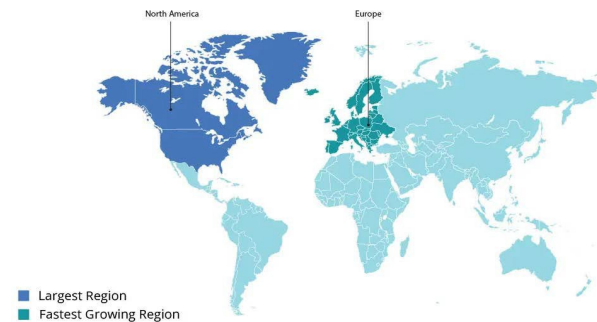 North America
Europe
Largest Region
Fastest Growing Region